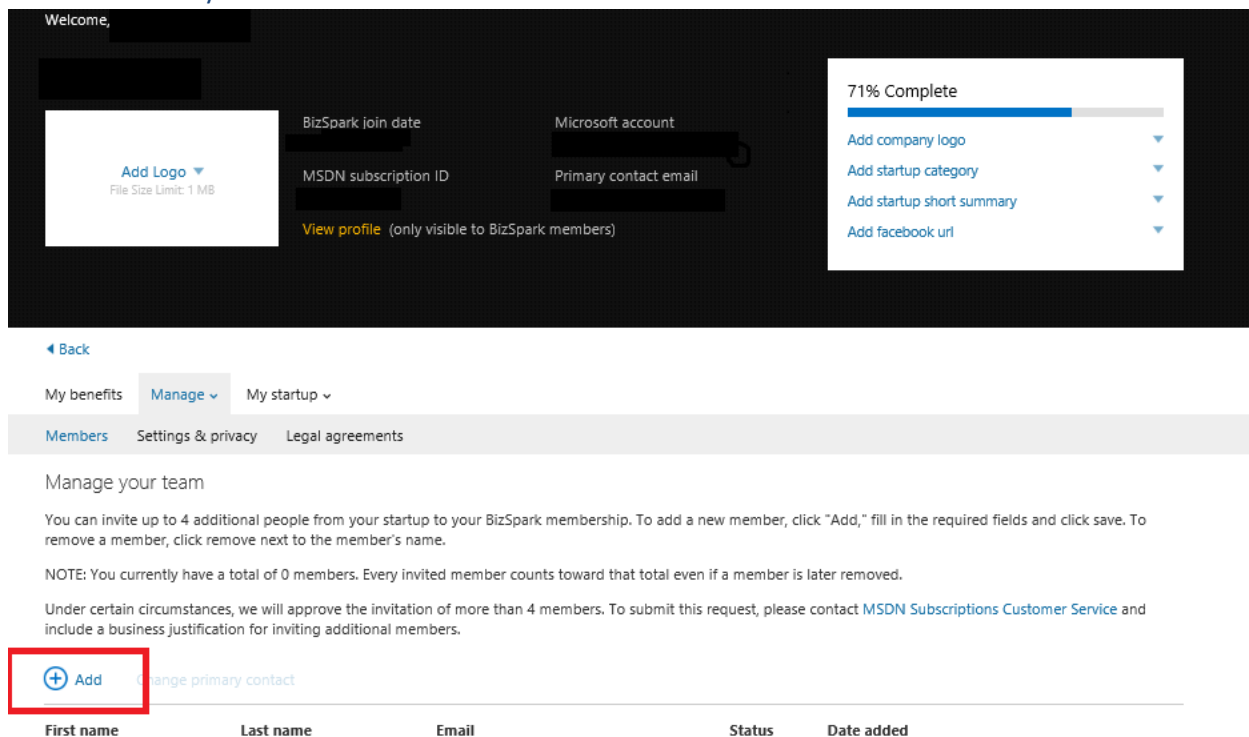 Welcome,
71% Complete
BizSpark join date
Microsoft account
Add company logo
Add Logo
File Size Limit: 1 MB
MSDN subscription ID
Primary contact email
Add startup category
Add startup short summary
View profile (only visible to BizSpark members)
Add facebook url
Back
My benefits Manage My startup
Members Settings & privacy Legal agreements
Manage your team
You can invite up to 4 additional people from your startup to your BizSpark membership. To add a new member, click "Add," fill in the required fields and click save. To
remove a member, click remove next to the member's name.
NOTE: You currently have a total of 0 members. Every invited member counts toward that total even if a member is later removed.
Under certain circumstances, we will approve the invitation of more than 4 members. To submit this request, please contact MSDN Subscriptions Customer Service and
include a business justification for inviting additional members.
Add Change primary contact
First name Last name Email Status Date added